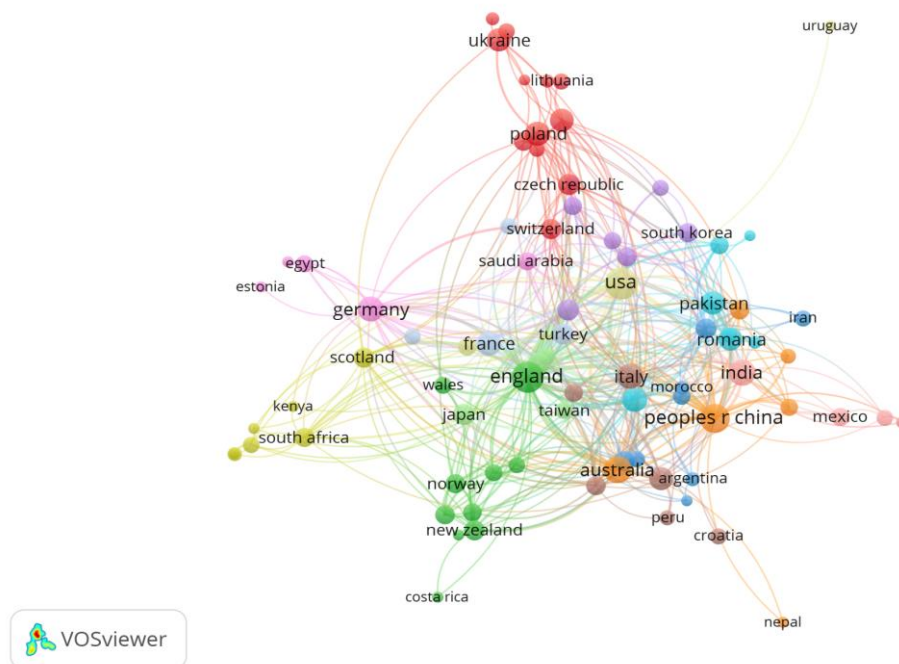 uruguay
ukraine
lithuania
poland
czech republic
switzerland
south korea
saudi arabia
egypt
estonia
usa
germany
pakistan
iran
turkey
romania
france
scotland
england
italy
india
wales
morocco
kenya
japan
taiwan
peoples r china
mexico
south africa
australia
argentina
norway
peru
new zealand
croatia
costa rica
nepal
VOSviewer